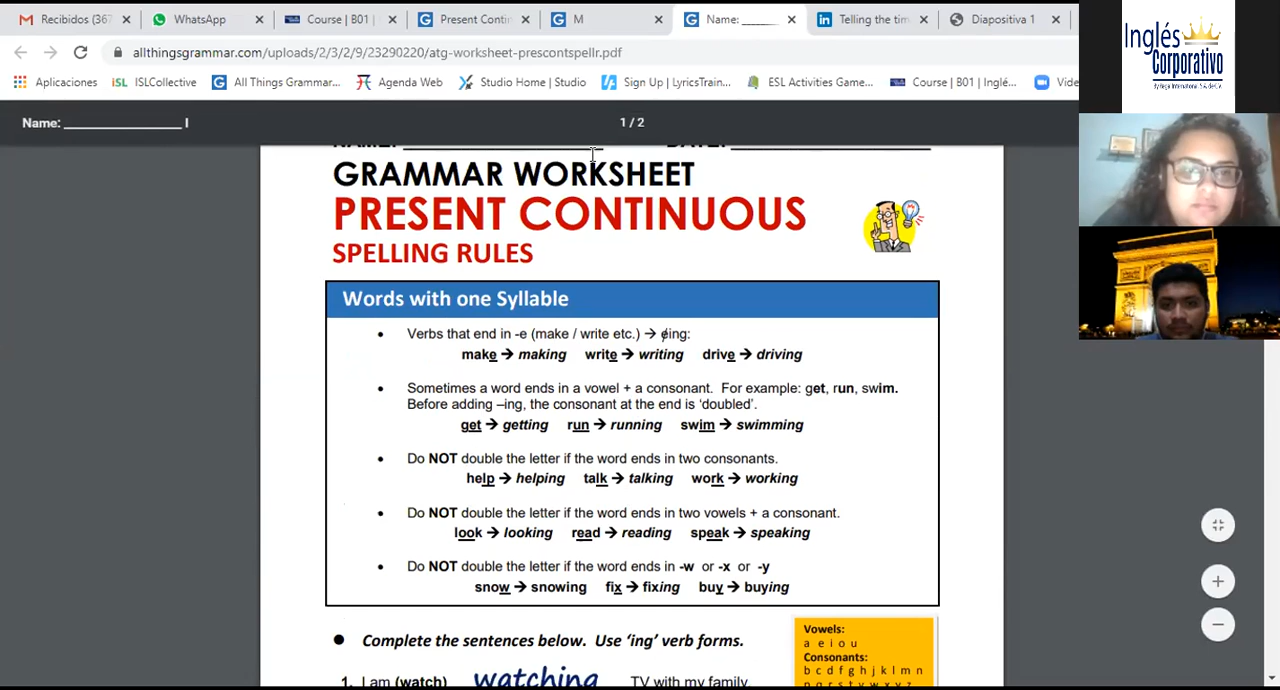 Recibidos (367
WhatsApp
Course | B01 |
Present Conti
M
Name: ______
Telling the tim
Diapositiva 1
allthingsgrammar.com/uploads/2/3/2/9/23290220/atg-worksheet-prescontspellr.pdf
Aplicaciones
iSL ISLCollective
All Things Grammar...
Agenda Web
Studio Home | Studio
Sign Up | LyricsTrain...
ESL Activities Game...
Course | B01 | Inglé...
Vide
Inglés
Corporativo
Name: ________________ I
1 / 2
NAME: ________________ DATE: ________________
GRAMMAR WORKSHEET
PRESENT CONTINUOUS
SPELLING RULES
Words with one Syllable
• Verbs that end in -e (make / write etc.) → ɇing:
make → making write → writing drive → driving
• Sometimes a word ends in a vowel + a consonant. For example: get, run, swim.
Before adding –ing, the consonant at the end is ‘doubled’.
get → getting run → running swim → swimming
• Do NOT double the letter if the word ends in two consonants.
help → helping talk → talking work → working
• Do NOT double the letter if the word ends in two vowels + a consonant.
look → looking read → reading speak → speaking
• Do NOT double the letter if the word ends in -w or -x or -y
snow → snowing fix → fixing buy → buying
● Complete the sentences below. Use ‘ing’ verb forms.
Vowels:
a e i o u
Consonants:
b c d f g h j k l m n
p q r s t v w x y z
1. I am (watch) watching TV with my family.